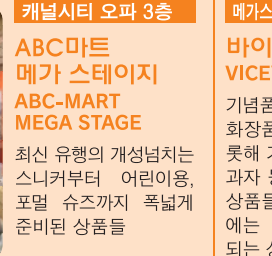 캐널시티 오파 3층
ABC마트
메가 스테이지
ABC-MART
MEGA STAGE
최신 유행의 개성넘치는
스니커부터 어린이용,
포멀 슈즈까지 폭넓게
준비된 상품들
메가스
바이
VICE
기념품
화장품
롯해
과자
상품들
에는
되는